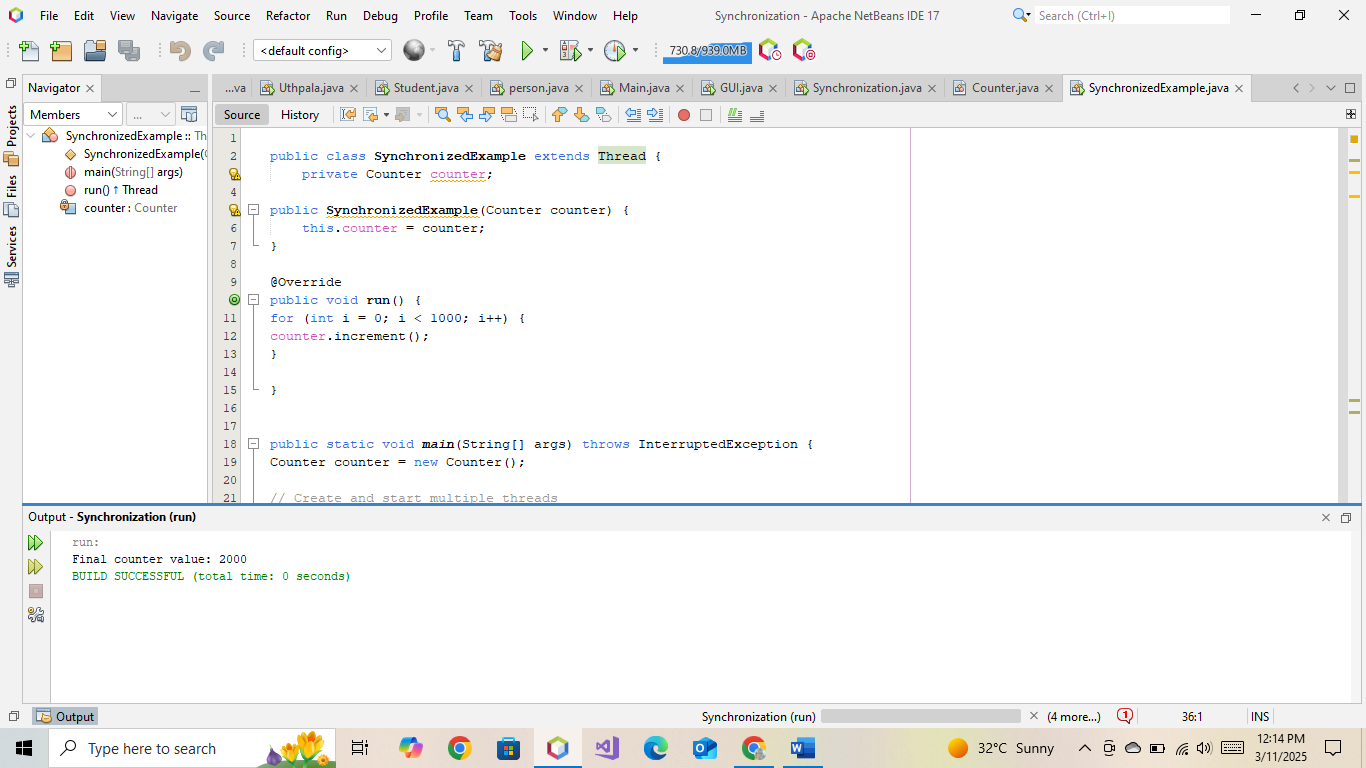 File Edit View Navigate Source Refactor Run Debug Profile Team Tools Window Help Synchronization - Apache NetBeans IDE 17 Search (Ctrl+I)
<default config> 730.8/939.0MB
Navigator ...va Uthpala.java Student.java person.java Main.java GUI.java Synchronization.java Counter.java SynchronizedExample.java
Members ... Source History
Projects
Files
Services
SynchronizedExample :: Th
SynchronizedExample(
main(String[] args)
run() ↑ Thread
counter : Counter
1
2 public class SynchronizedExample extends Thread {
private Counter counter;
4
public SynchronizedExample(Counter counter) {
6 this.counter = counter;
7 }
8
9 @Override
public void run() {
11 for (int i = 0; i < 1000; i++) {
12 counter.increment();
13 }
14
15 }
16
17
18 public static void main(String[] args) throws InterruptedException {
19 Counter counter = new Counter();
20
21 // Create and start multiple threads
Output - Synchronization (run)
run:
Final counter value: 2000
BUILD SUCCESSFUL (total time: 0 seconds)
Output Synchronization (run) (4 more...) 1 36:1 INS
Type here to search 32°C Sunny 12:14 PM
3/11/2025